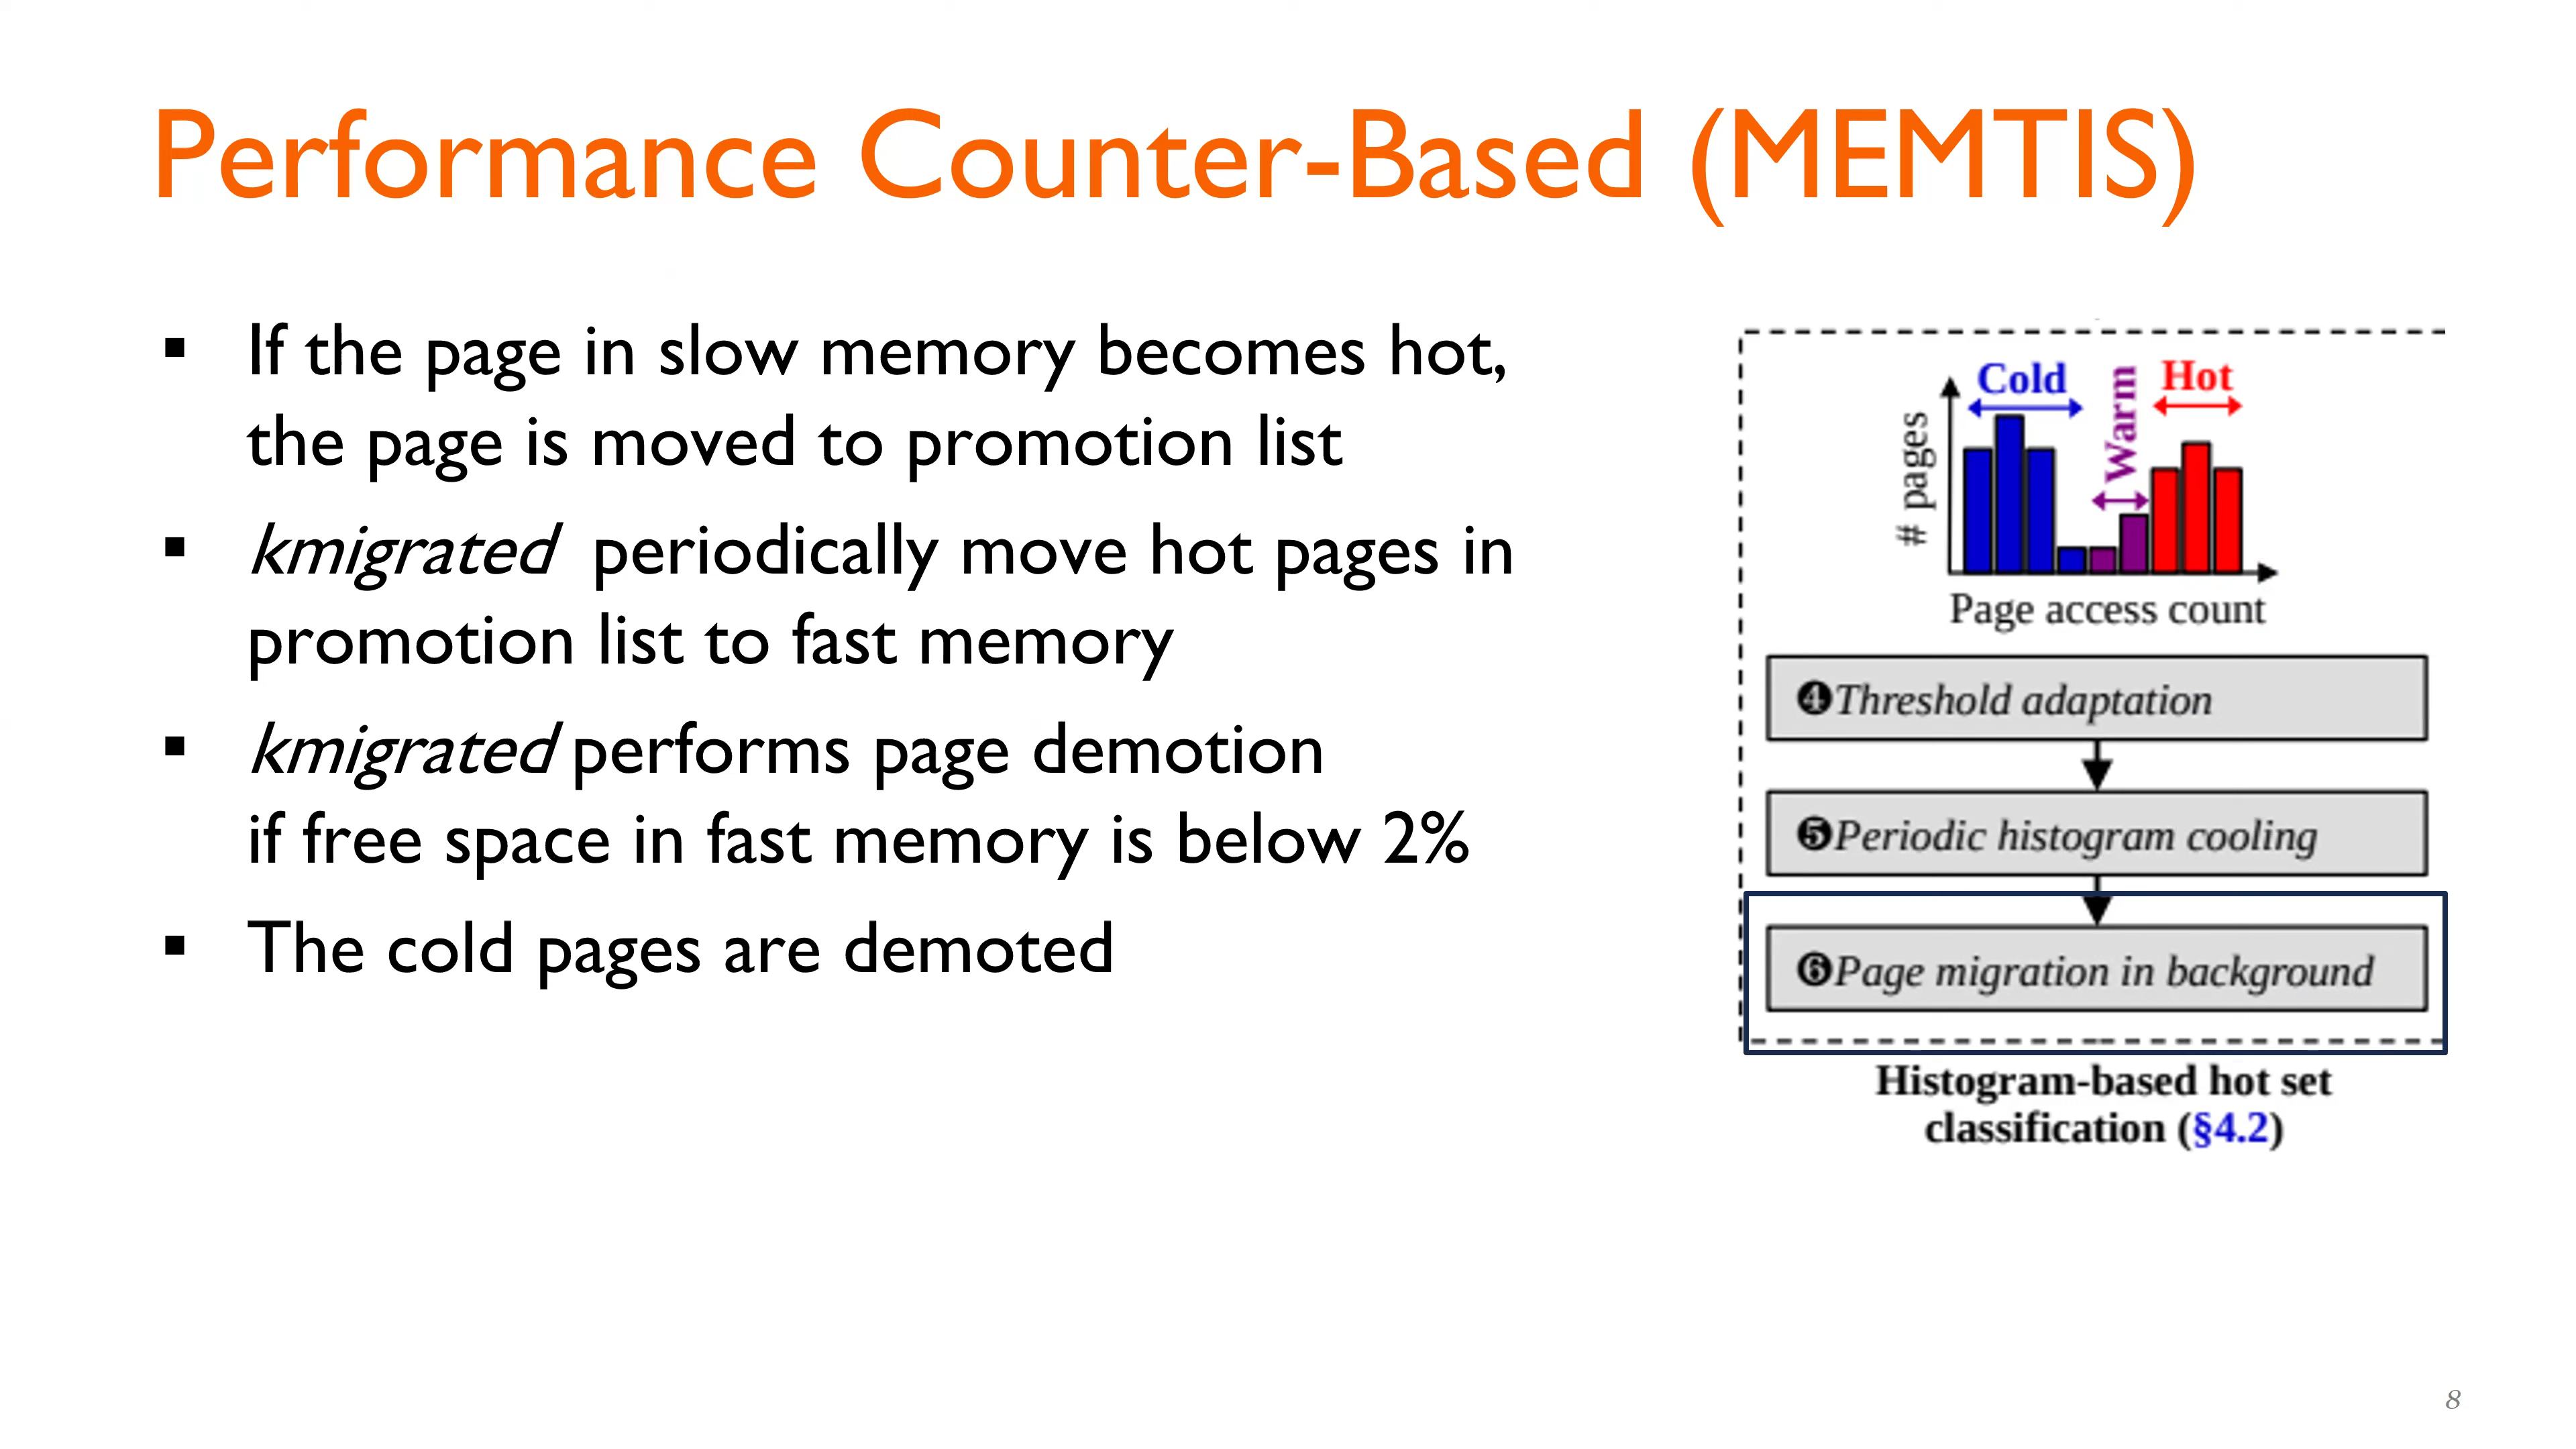 Performance Counter-Based (MEMTIS)
▪ If the page in slow memory becomes hot,
the page is moved to promotion list
▪ kmigrated periodically move hot pages in
promotion list to fast memory
▪ kmigrated performs page demotion
if free space in fast memory is below 2%
▪ The cold pages are demoted
Cold
Warm
Hot
# pages
Page access count
❹Threshold adaptation
❺Periodic histogram cooling
❻Page migration in background
Histogram-based hot set
classification (§4.2)
8